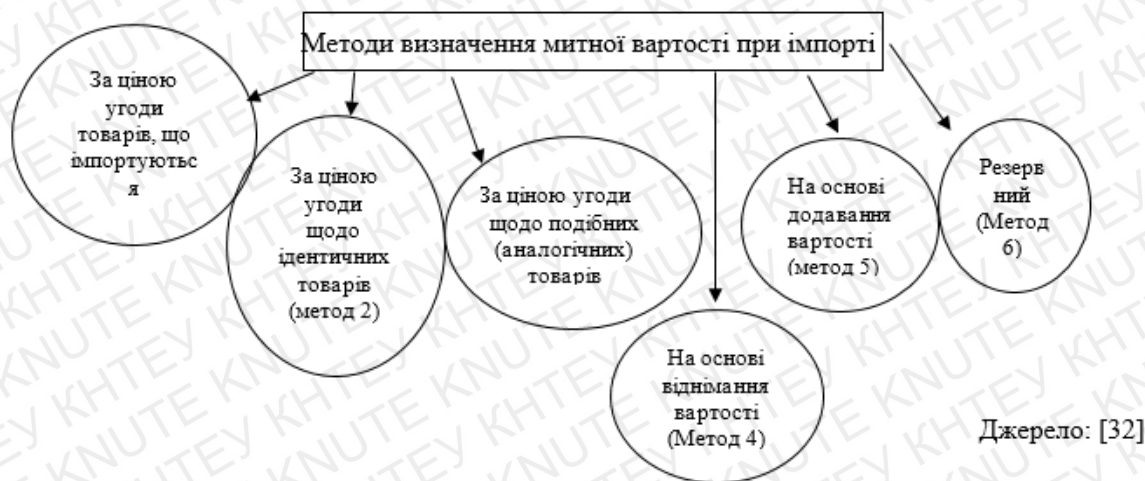 Методи визначення митної вартості при імпорті
За ціною
угоди
товарів, що
імпортуютьс
я
За ціною
угоди
щодо
ідентичних
товарів
(метод 2)
За ціною угоди
щодо подібних
(аналогічних)
товарів
На основі
віднімання
вартості
(Метод 4)
На основі
додавання
вартості
(метод 5)
Резерв
ний
(Метод
6)
Джерело: [32]
KHTEY KNUTE